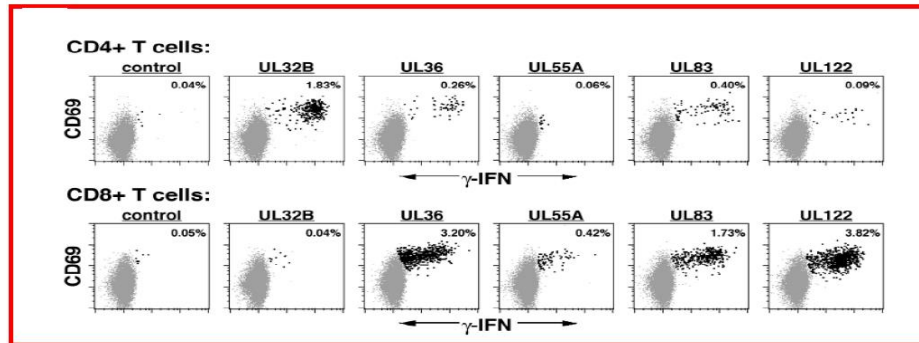 CD4+ T cells:
control UL32B UL36 UL55A UL83 UL122
0.04% 1.83% 0.26% 0.06% 0.40% 0.09%
CD69
γ-IFN
CD8+ T cells:
control UL32B UL36 UL55A UL83 UL122
0.05% 0.04% 3.20% 0.42% 1.73% 3.82%
CD69
γ-IFN